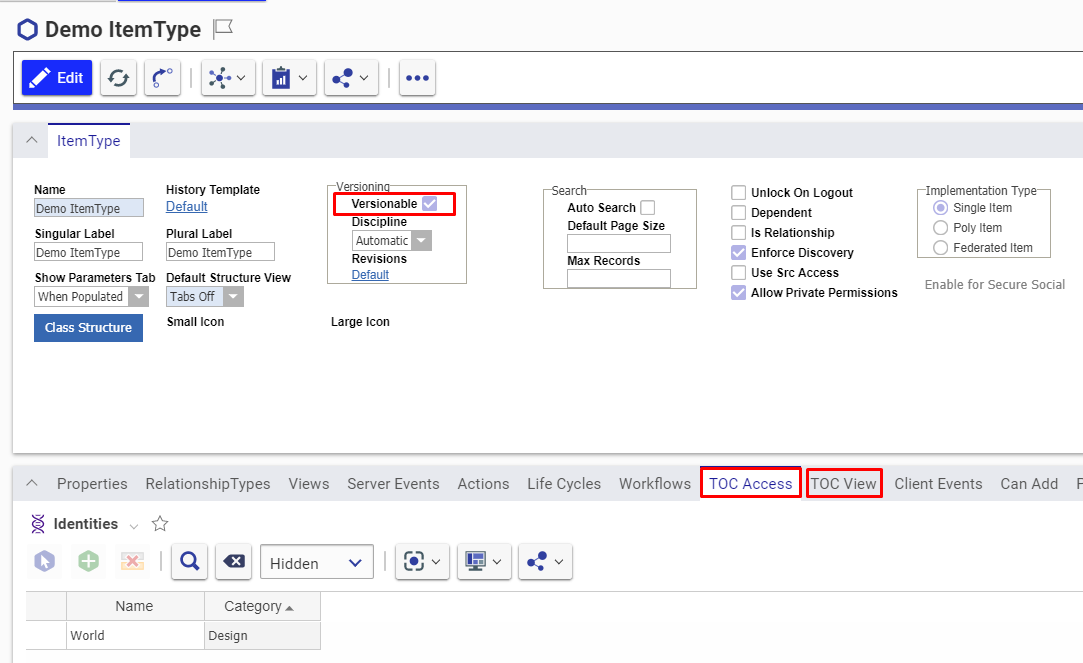 Demo ItemType
Edit
ItemType
Name
Demo ItemType
Singular Label
Demo ItemType
Show Parameters Tab
When Populated
Class Structure
History Template
Default
Plural Label
Demo ItemType
Default Structure View
Tabs Off
Small Icon
Large Icon
Versioning
Versionable
Discipline
Automatic
Revisions
Default
Search
Auto Search
Default Page Size
Max Records
Unlock On Logout
Dependent
Is Relationship
Enforce Discovery
Use Src Access
Allow Private Permissions
Implementation Type
Single Item
Poly Item
Federated Item
Enable for Secure Social
Properties RelationshipTypes Views Server Events Actions Life Cycles Workflows TOC Access TOC View Client Events Can Add
Identities
Hidden
Name Category
World Design